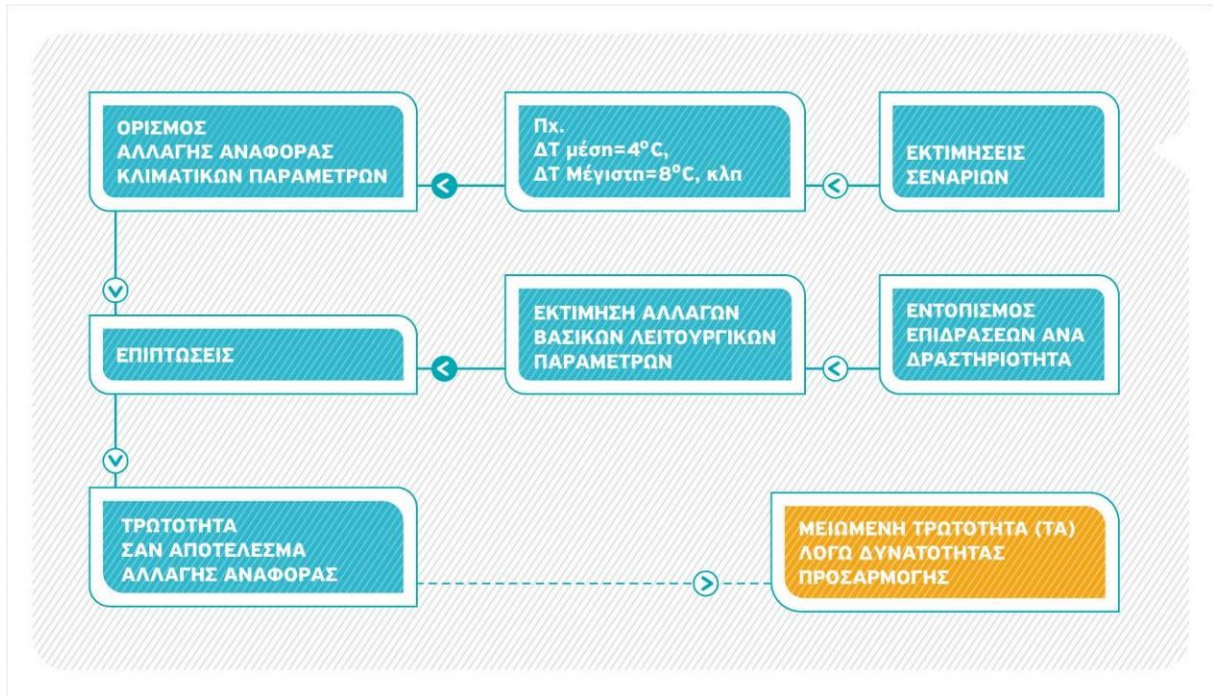 ΟΡΙΣΜΟΣ
ΑΛΛΑΓΗΣ ΑΝΑΦΟΡΑΣ
ΚΛΙΜΑΤΙΚΩΝ ΠΑΡΑΜΕΤΡΩΝ
Πχ.
ΔΤ μέση=4°C,
ΔΤ Μέγιστη=8°C, κλπ
ΕΚΤΙΜΗΣΕΙΣ
ΣΕΝΑΡΙΩΝ
ΕΠΙΠΤΩΣΕΙΣ
ΕΚΤΙΜΗΣΗ ΑΛΛΑΓΩΝ
ΒΑΣΙΚΩΝ ΛΕΙΤΟΥΡΓΙΚΩΝ
ΠΑΡΑΜΕΤΡΩΝ
ΕΝΤΟΠΙΣΜΟΣ
ΕΠΙΔΡΑΣΕΩΝ ΑΝΑ
ΔΡΑΣΤΗΡΙΟΤΗΤΑ
ΤΡΩΤΟΤΗΤΑ
ΣΑΝ ΑΠΟΤΕΛΕΣΜΑ
ΑΛΛΑΓΗΣ ΑΝΑΦΟΡΑΣ
ΜΕΙΩΜΕΝΗ ΤΡΩΤΟΤΗΤΑ (ΤΑ)
ΛΟΓΩ ΔΥΝΑΤΟΤΗΤΑΣ
ΠΡΟΣΑΡΜΟΓΗΣ